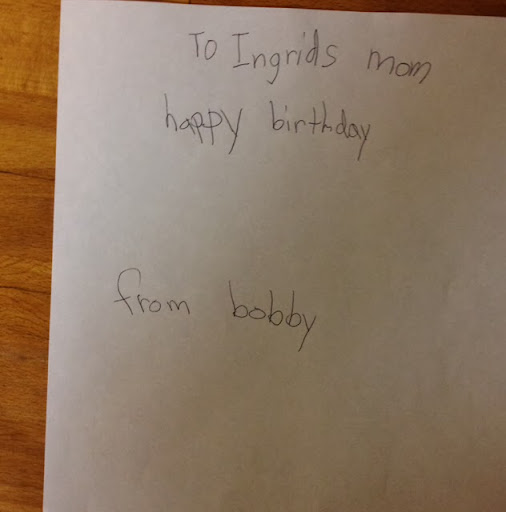 To Ingrids mom
happy birthday
from bobby